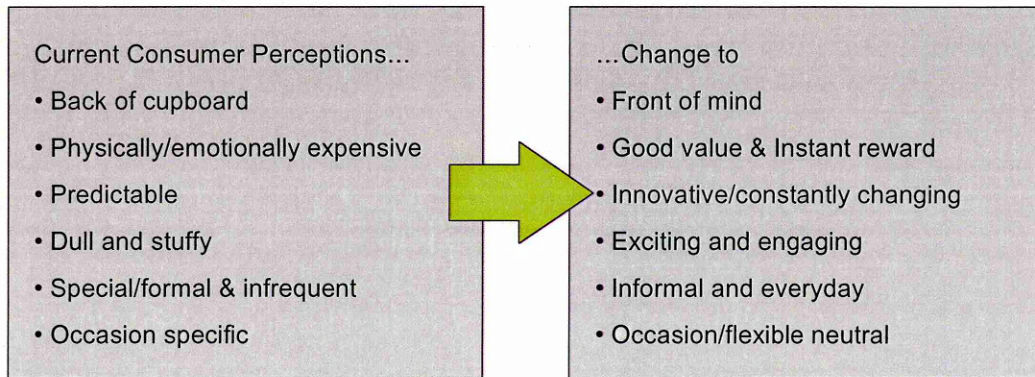 Current Consumer Perceptions...
• Back of cupboard
• Physically/emotionally expensive
• Predictable
• Dull and stuffy
• Special/formal & infrequent
• Occasion specific
...Change to
• Front of mind
• Good value & Instant reward
• Innovative/constantly changing
• Exciting and engaging
• Informal and everyday
• Occasion/flexible neutral